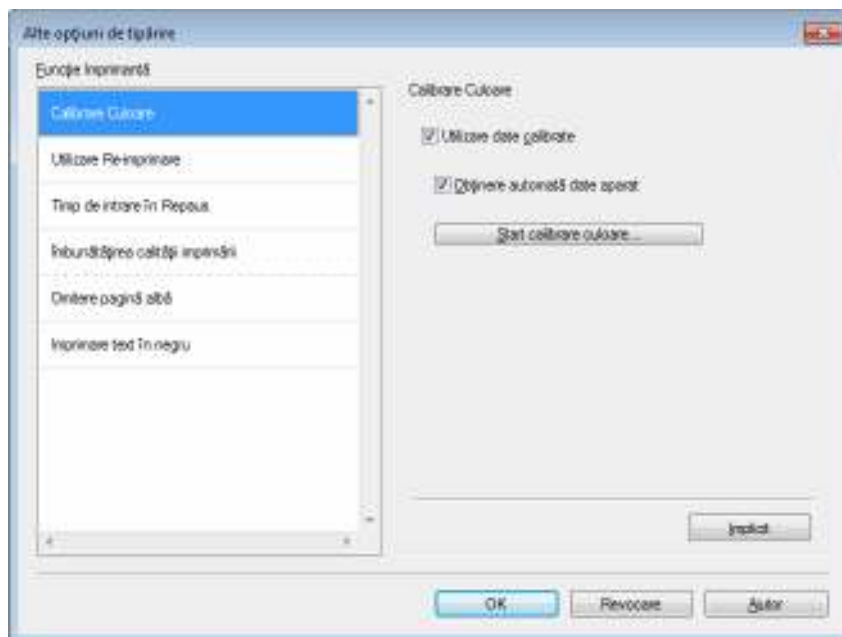 Alte opțiuni de tipărire
Funcție Imprimantă
Calibrare Culoare
Utilizare Re-imprimare
Timp de intrare în Repaus
Îmbunătățirea calității imprimării
Omitere pagină albă
Imprimare text în negru
Calibrare Culoare
Utilizare date calibrate
Obținere automată date aparat
Start calibrare culoare...
Implicit
OK
Revocare
Ajutor